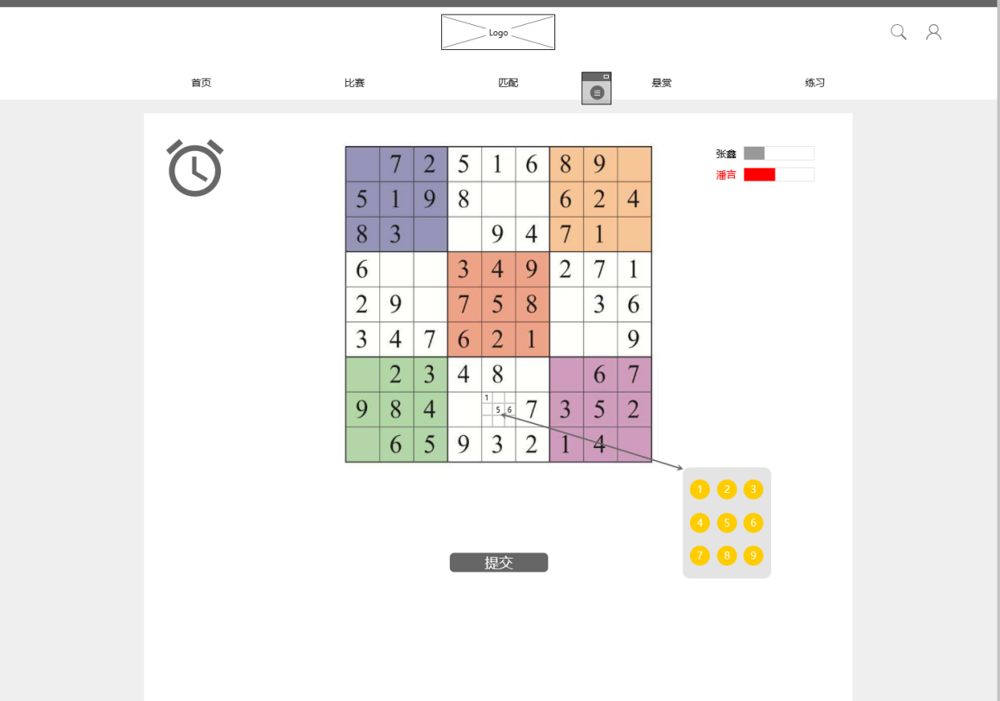 Logo
首页 比赛 匹配 悬赏 练习
张鑫
潘言
7 2 5 1 6 8 9
5 1 9 8 6 2 4
8 3 9 4 7 1
6 3 4 9 2 7 1
2 9 7 5 8 3 6
3 4 7 6 2 1 9
2 3 4 8 6 7
9 8 4 1 5 6 7 3 5 2
6 5 9 3 2 1 4
1 2 3
4 5 6
7 8 9
提交